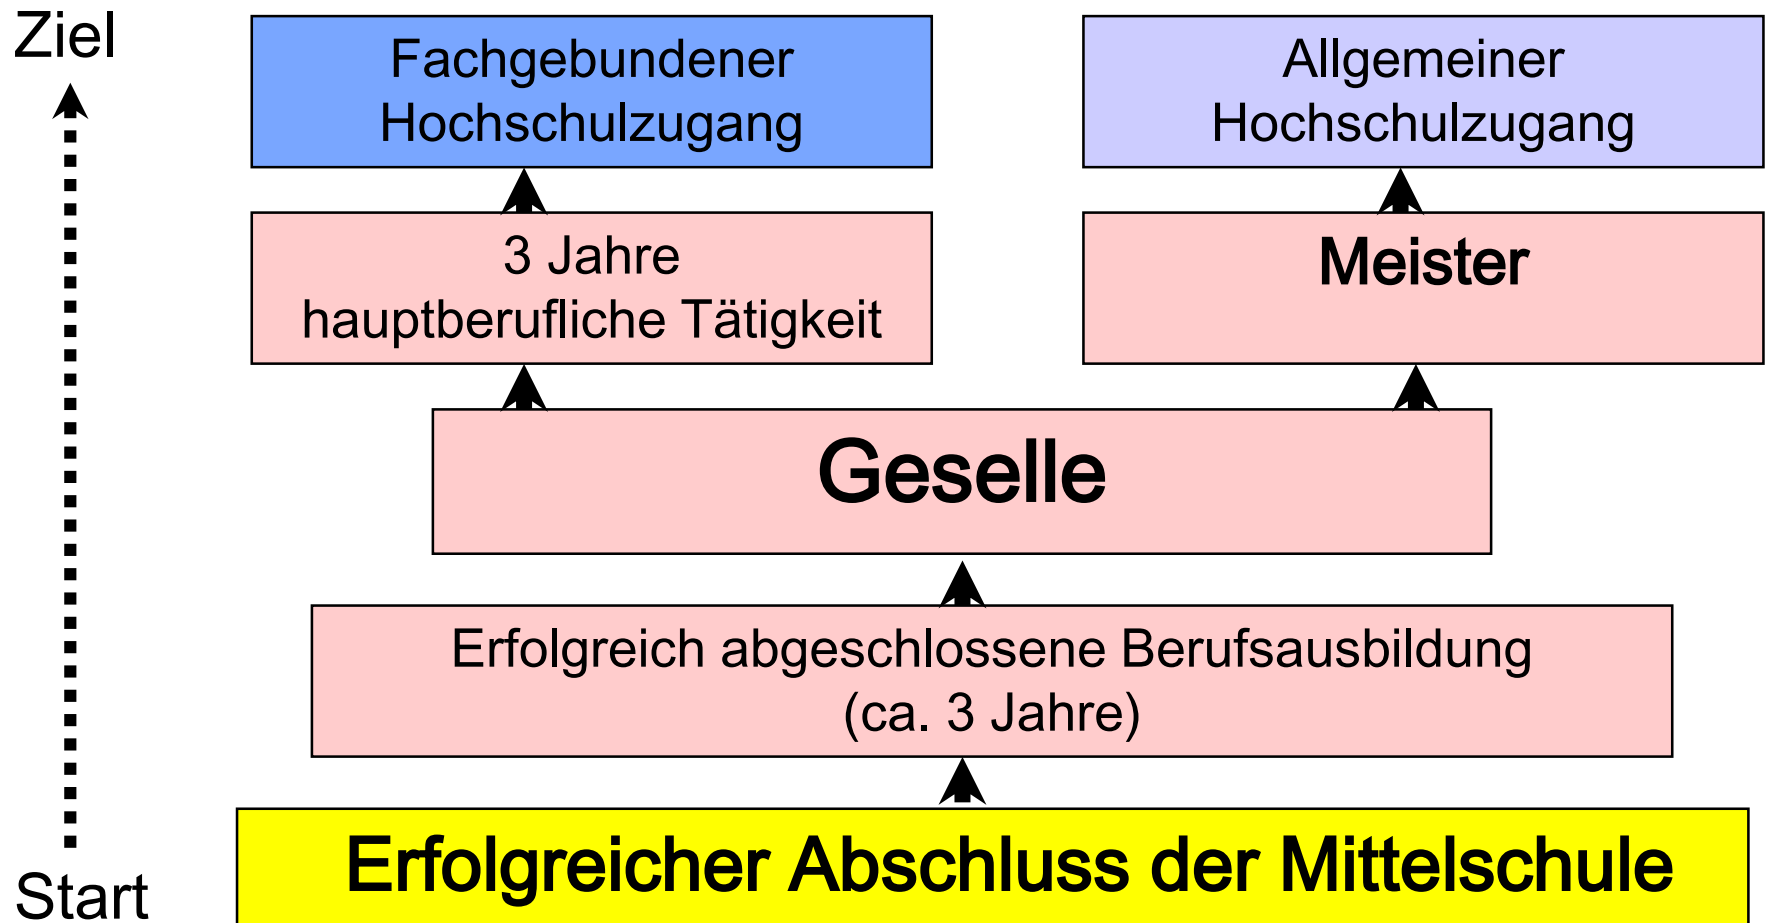 Ziel
Fachgebundener
Hochschulzugang
Allgemeiner
Hochschulzugang
3 Jahre
hauptberufliche Tätigkeit
Meister
Geselle
Erfolgreich abgeschlossene Berufsausbildung
(ca. 3 Jahre)
Erfolgreicher Abschluss der Mittelschule
Start